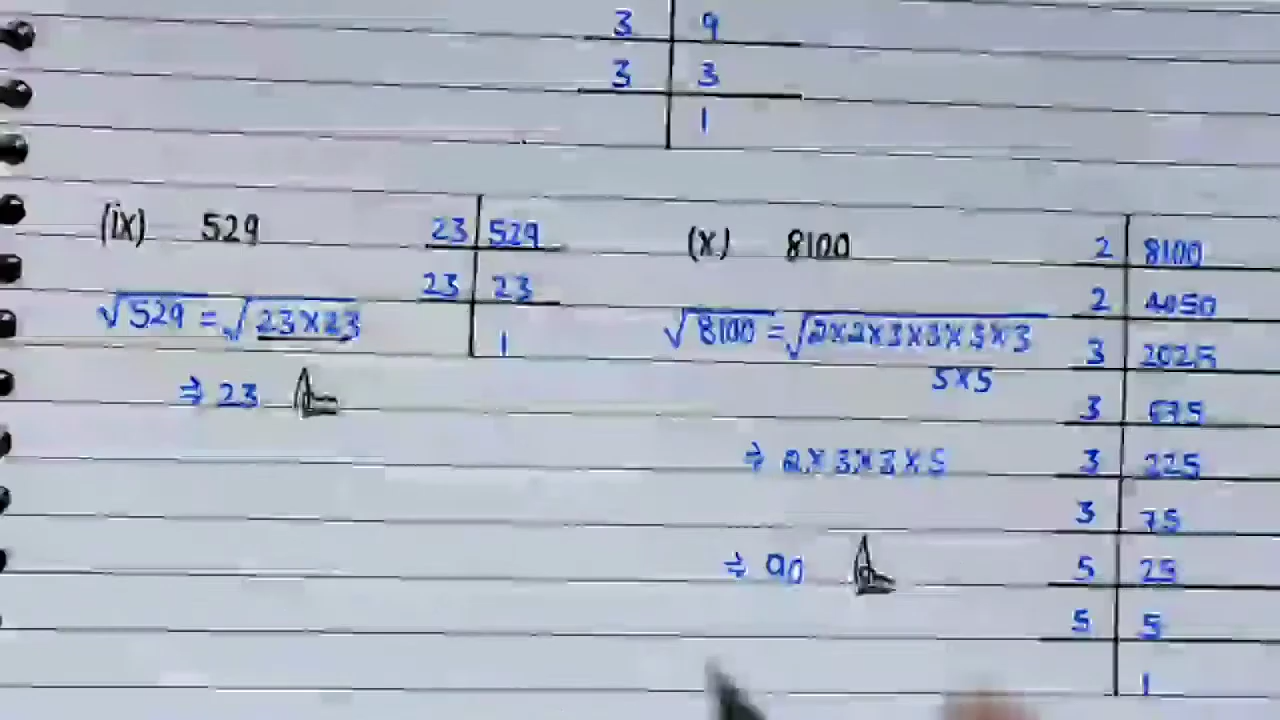 3 | 9
3 | 3
1
(ix) 529
23 | 529
23 | 23
1
√529 = √23×23
⇒ 23
(x) 8100
√8100 = √2×2×3×3×3×3
5×5
⇒ 2×3×3×5
⇒ 90
2 | 8100
2 | 4050
3 | 2025
3 | 675
3 | 225
3 | 75
5 | 25
5 | 5
1